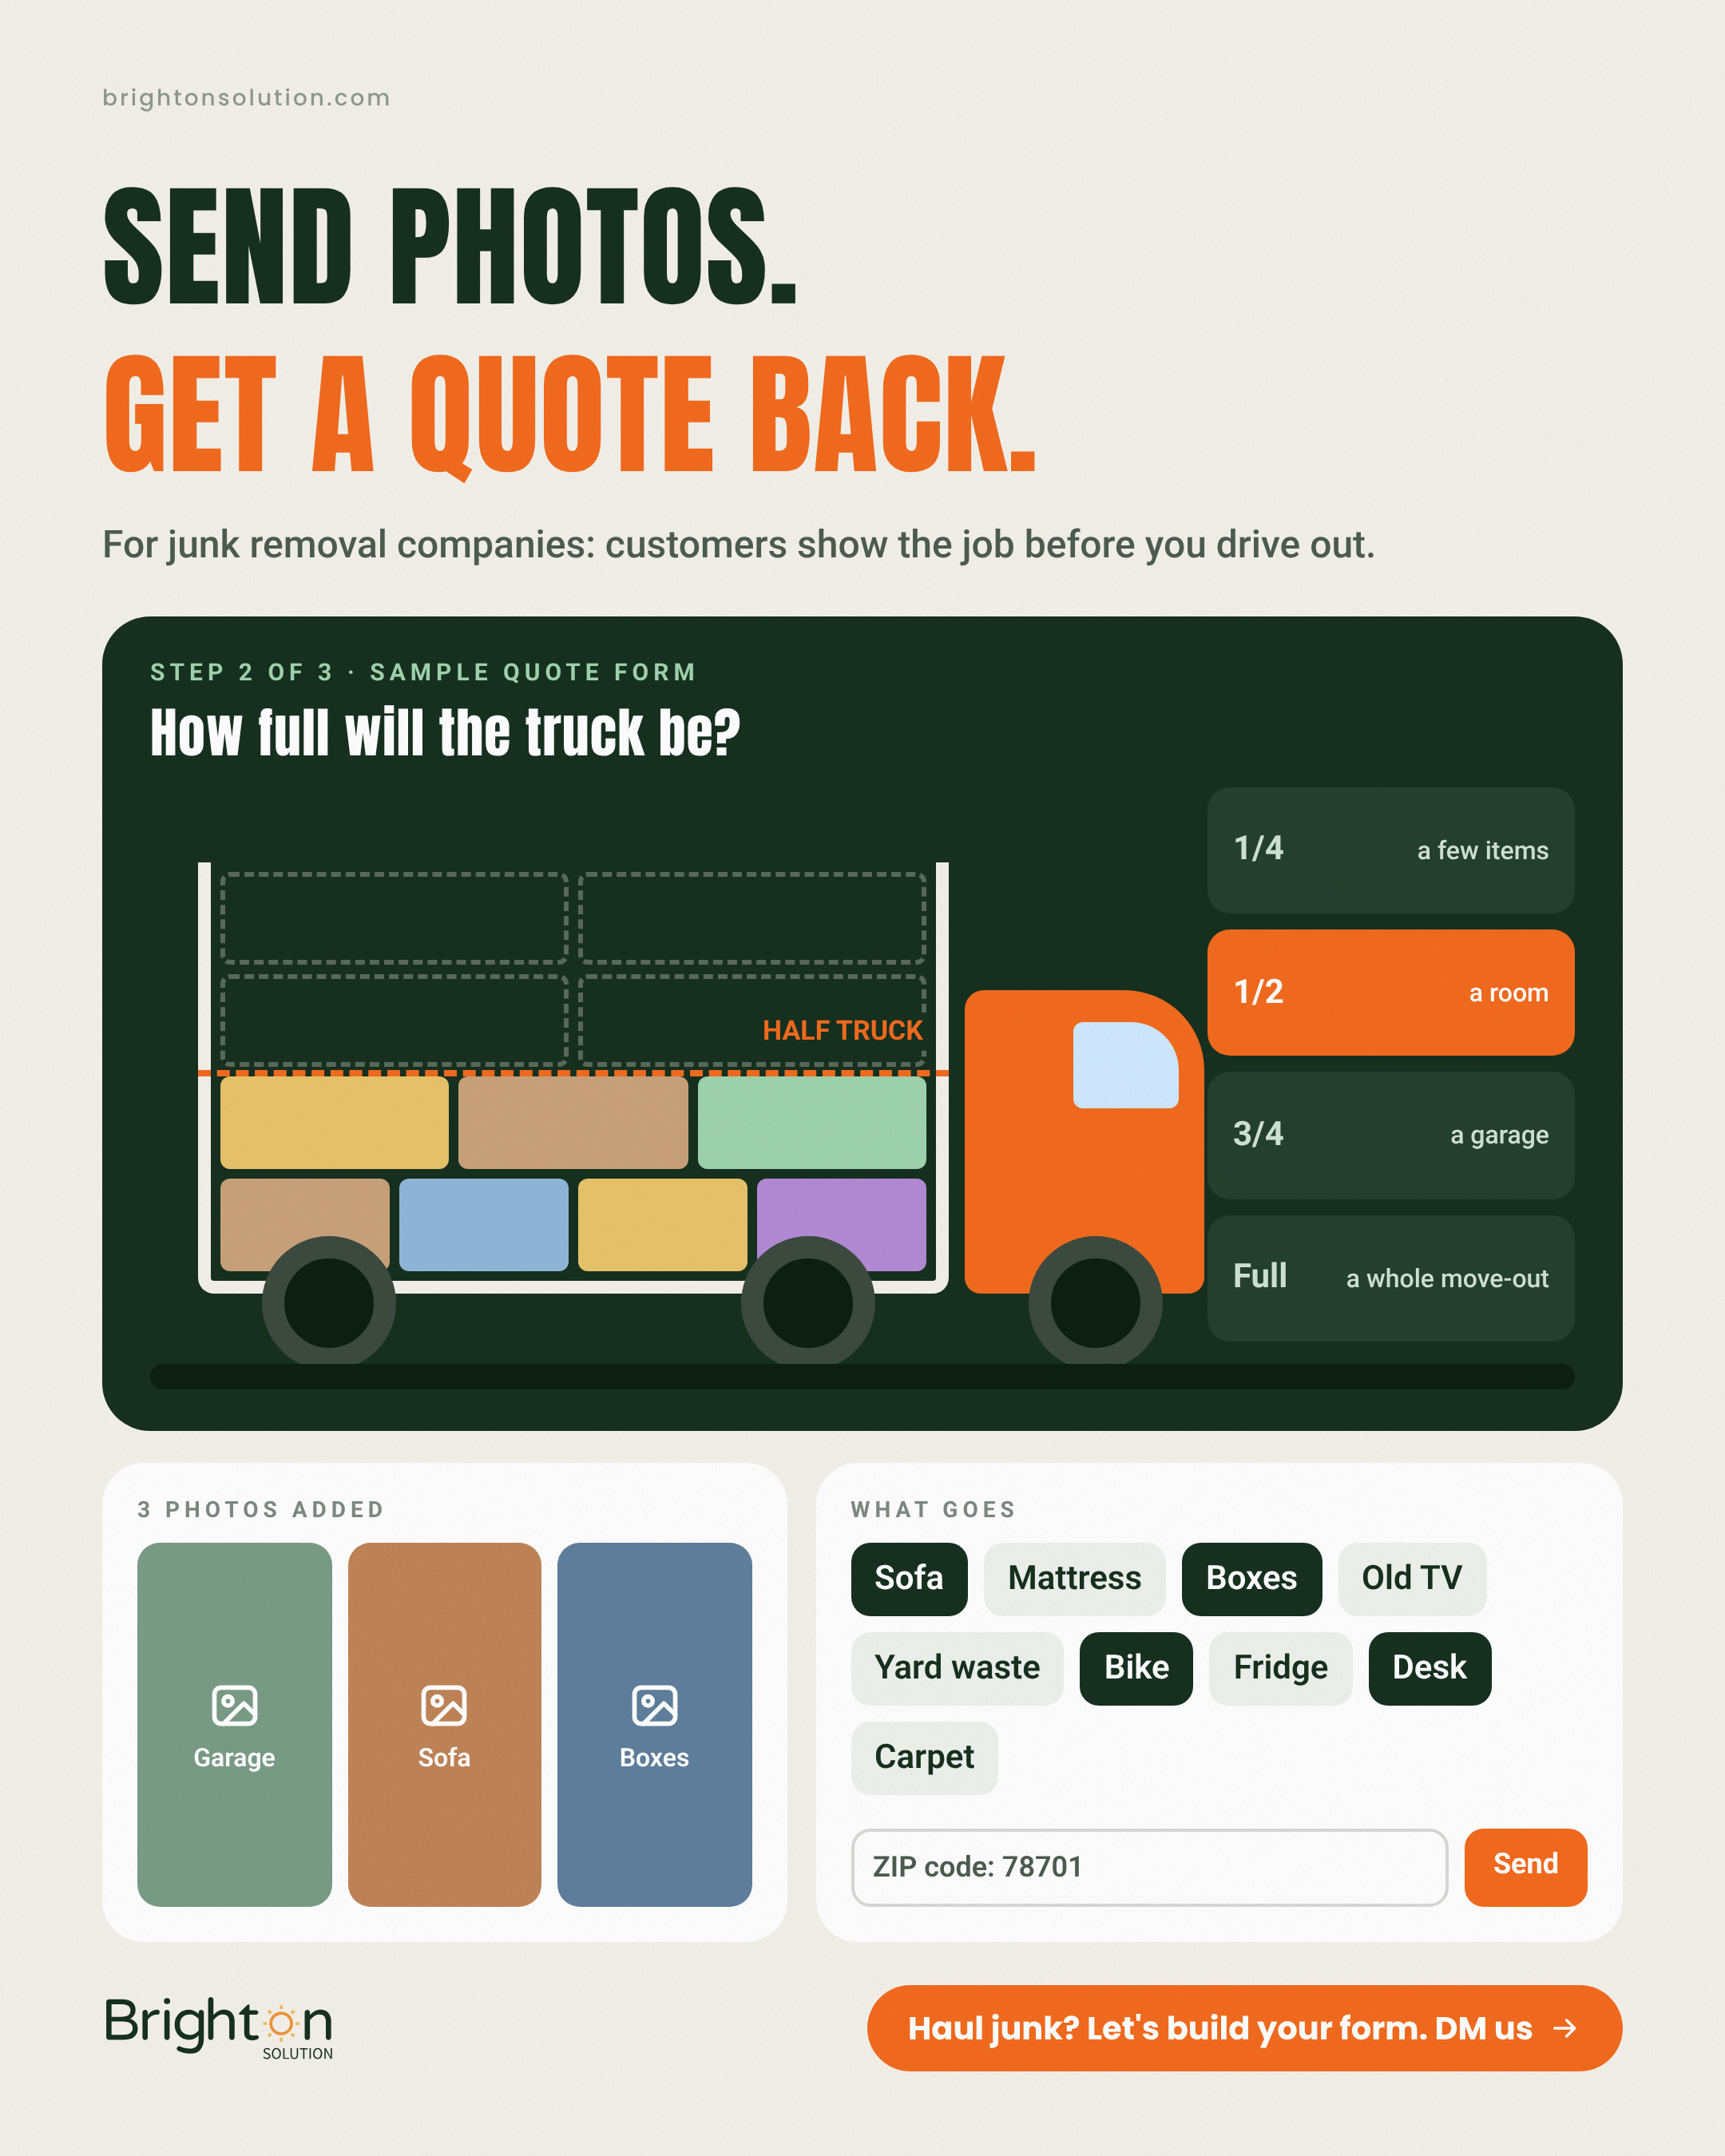 brightonsolution.com
SEND PHOTOS.
GET A QUOTE BACK.
For junk removal companies: customers show the job before you drive out.
STEP 2 OF 3 · SAMPLE QUOTE FORM
How full will the truck be?
HALF TRUCK
1/4 a few items
1/2 a room
3/4 a garage
Full a whole move-out
3 PHOTOS ADDED
Garage Sofa Boxes
WHAT GOES
Sofa Mattress Boxes Old TV
Yard waste Bike Fridge Desk
Carpet
ZIP code: 78701 Send
Brighton
SOLUTION
Haul junk? Let's build your form. DM us →